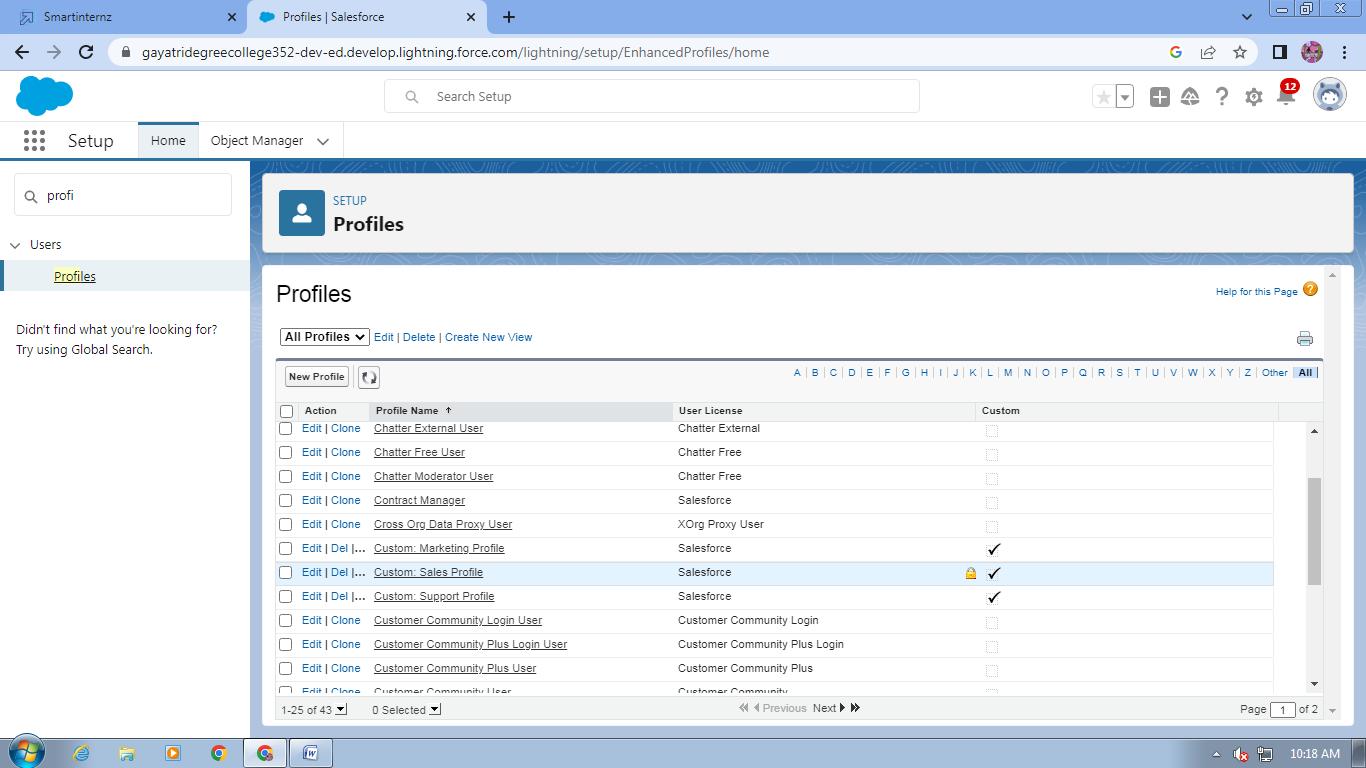 Smartinternz
Profiles | Salesforce
gayatridegreecollege352-dev-ed.develop.lightning.force.com/lightning/setup/EnhancedProfiles/home
Search Setup
12
Setup
Home
Object Manager
profi
Users
Profiles
Didn't find what you're looking for?
Try using Global Search.
SETUP
Profiles
Profiles
Help for this Page
All Profiles Edit | Delete | Create New View
New Profile
A | B | C | D | E | F | G | H | I | J | K | L | M | N | O | P | Q | R | S | T | U | V | W | X | Y | Z | Other | All
Action Profile Name User License Custom
Edit | Clone Chatter External User Chatter External
Edit | Clone Chatter Free User Chatter Free
Edit | Clone Chatter Moderator User Chatter Free
Edit | Clone Contract Manager Salesforce
Edit | Clone Cross Org Data Proxy User XOrg Proxy User
Edit | Del |... Custom: Marketing Profile Salesforce
Edit | Del |... Custom: Sales Profile Salesforce
Edit | Del |... Custom: Support Profile Salesforce
Edit | Clone Customer Community Login User Customer Community Login
Edit | Clone Customer Community Plus Login User Customer Community Plus Login
Edit | Clone Customer Community Plus User Customer Community Plus
Edit | Clone Customer Community User Customer Community
1-25 of 43 0 Selected Previous Next Page 1 of 2
10:18 AM